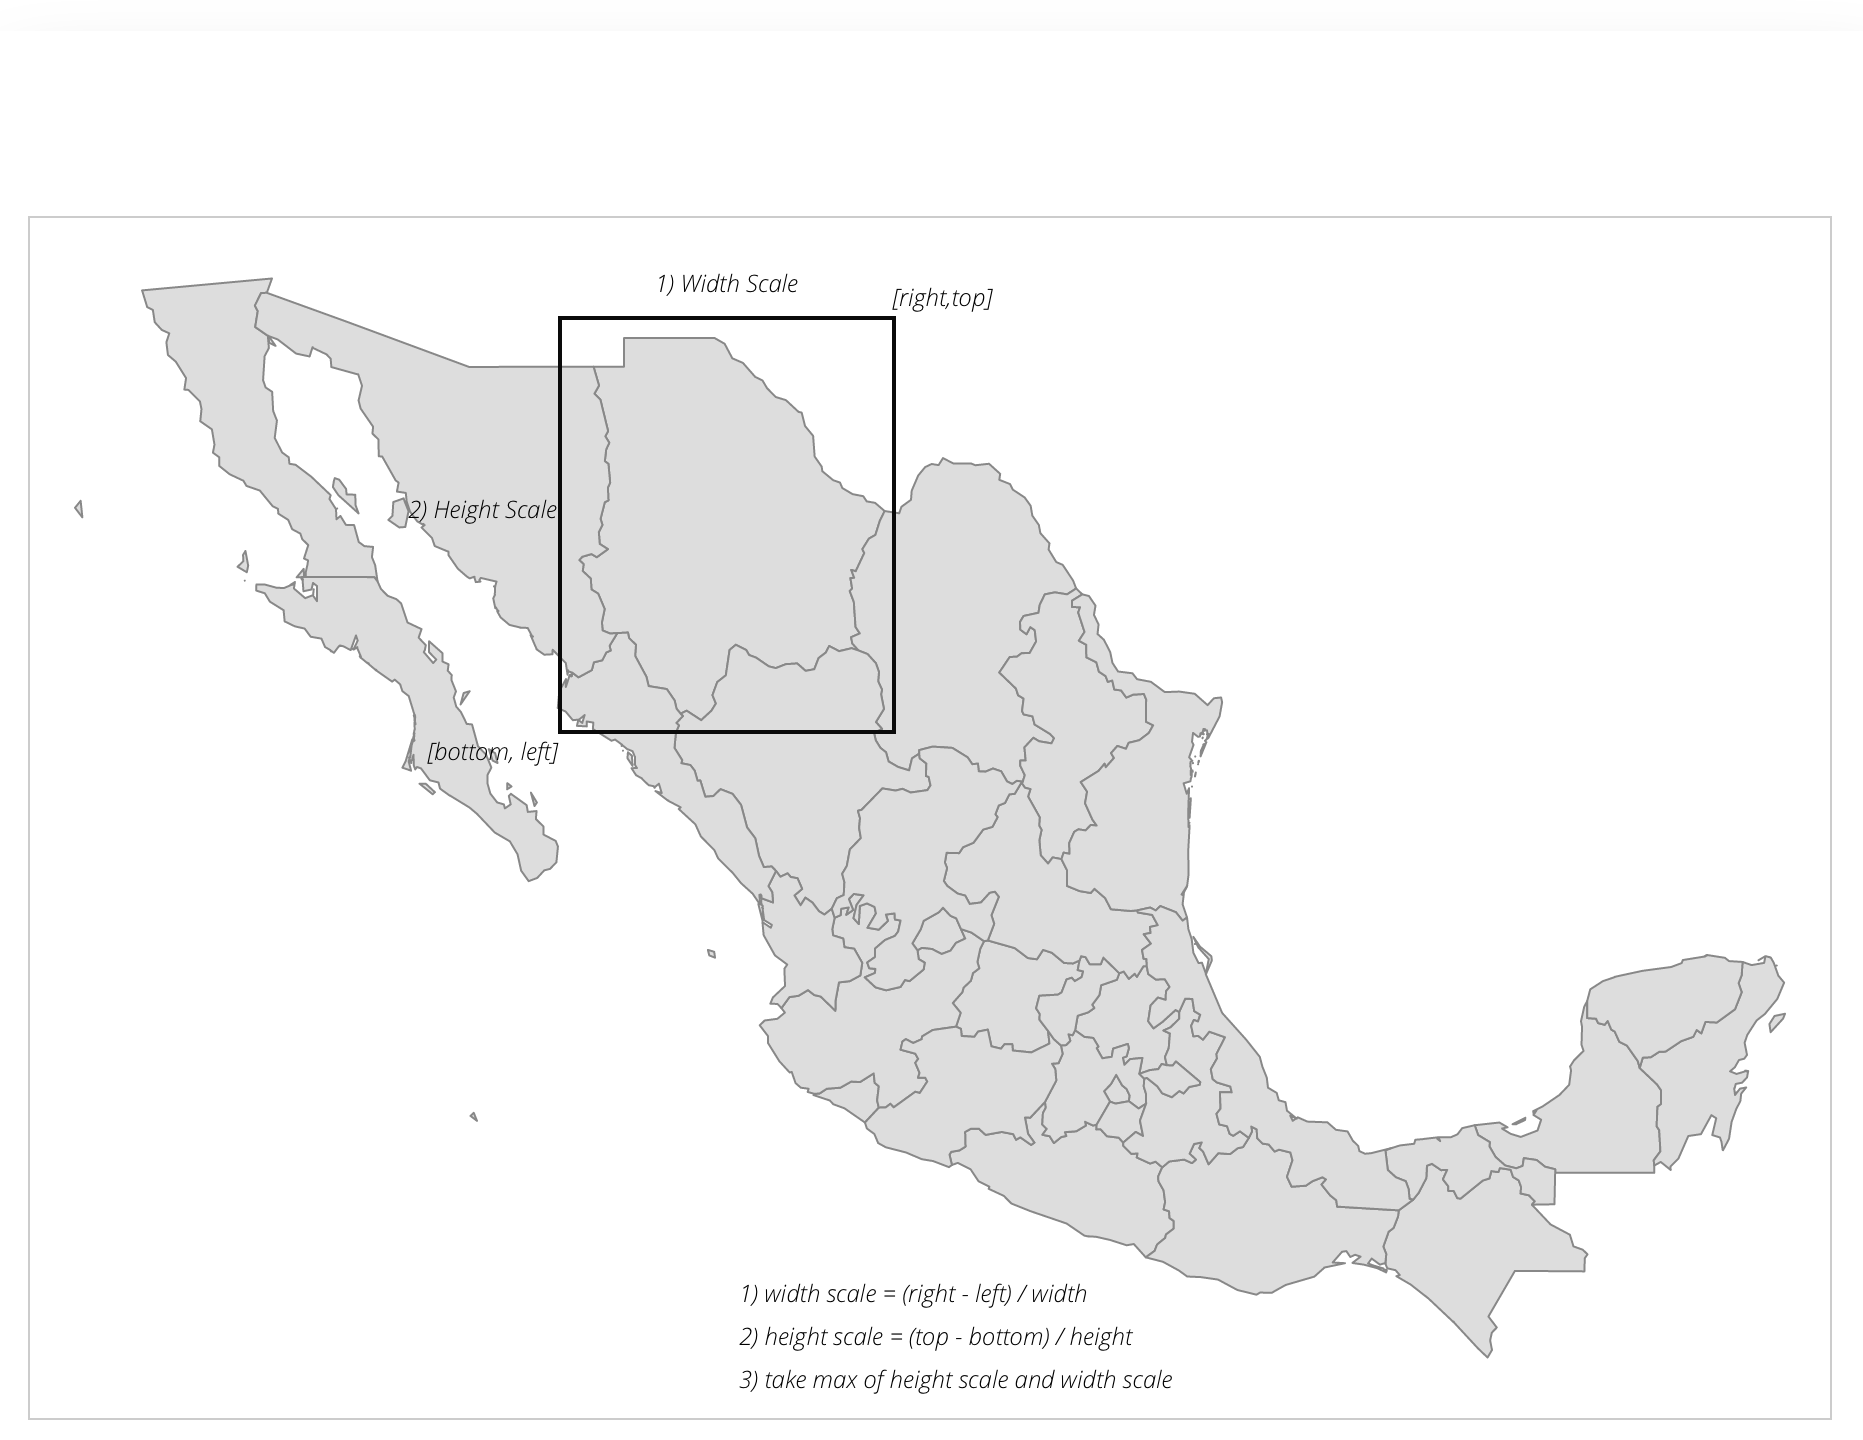 1) Width Scale
[right,top]
2) Height Scale
[bottom, left]
1) width scale = (right - left) / width
2) height scale = (top - bottom) / height
3) take max of height scale and width scale